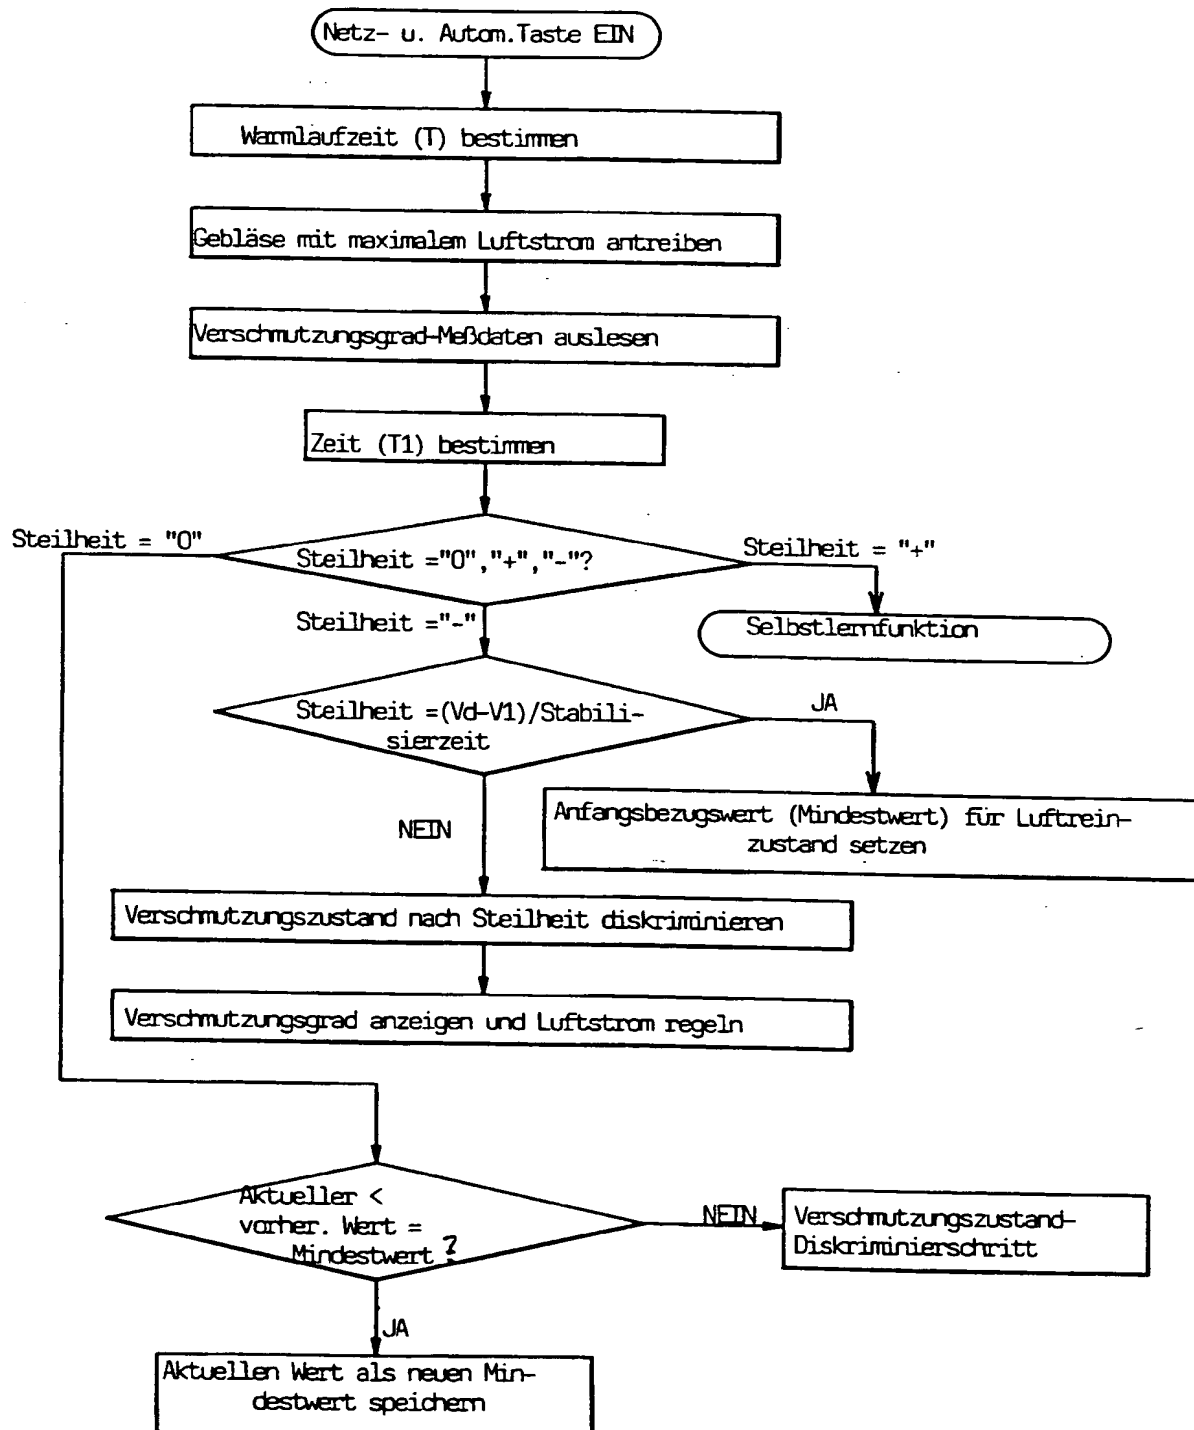 Netz- u. Autom.Taste EIN
Warmlaufzeit (T) bestimmen
Gebläse mit maximalem Luftstrom antreiben
Verschmutzungsgrad-Meßdaten auslesen
Zeit (T1) bestimmen
Steilheit = "O"
Steilheit ="O","+","-"?
Steilheit = "+"
Steilheit ="-"
Selbstlernfunktion
Steilheit =(Vd-V1)/Stabili-
sierzeit
JA
NEIN
Anfangsbezugswert (Mindestwert) für Luftrein-
zustand setzen
Verschmutzungszustand nach Steilheit diskriminieren
Verschmutzungsgrad anzeigen und Luftstrom regeln
Aktueller <
vorher. Wert =
Mindestwert ?
NEIN
Verschmutzungszustand-
Diskriminierschritt
JA
Aktuellen Wert als neuen Min-
destwert speichern